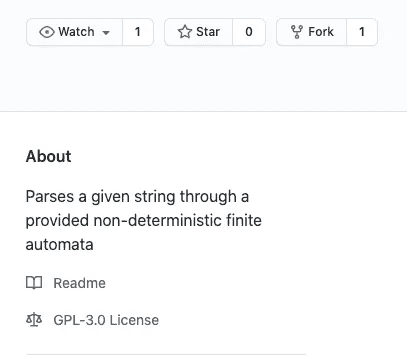 Watch 1 Star 0 Fork 1
About
Parses a given string through a
provided non-deterministic finite
automata
Readme
GPL-3.0 License